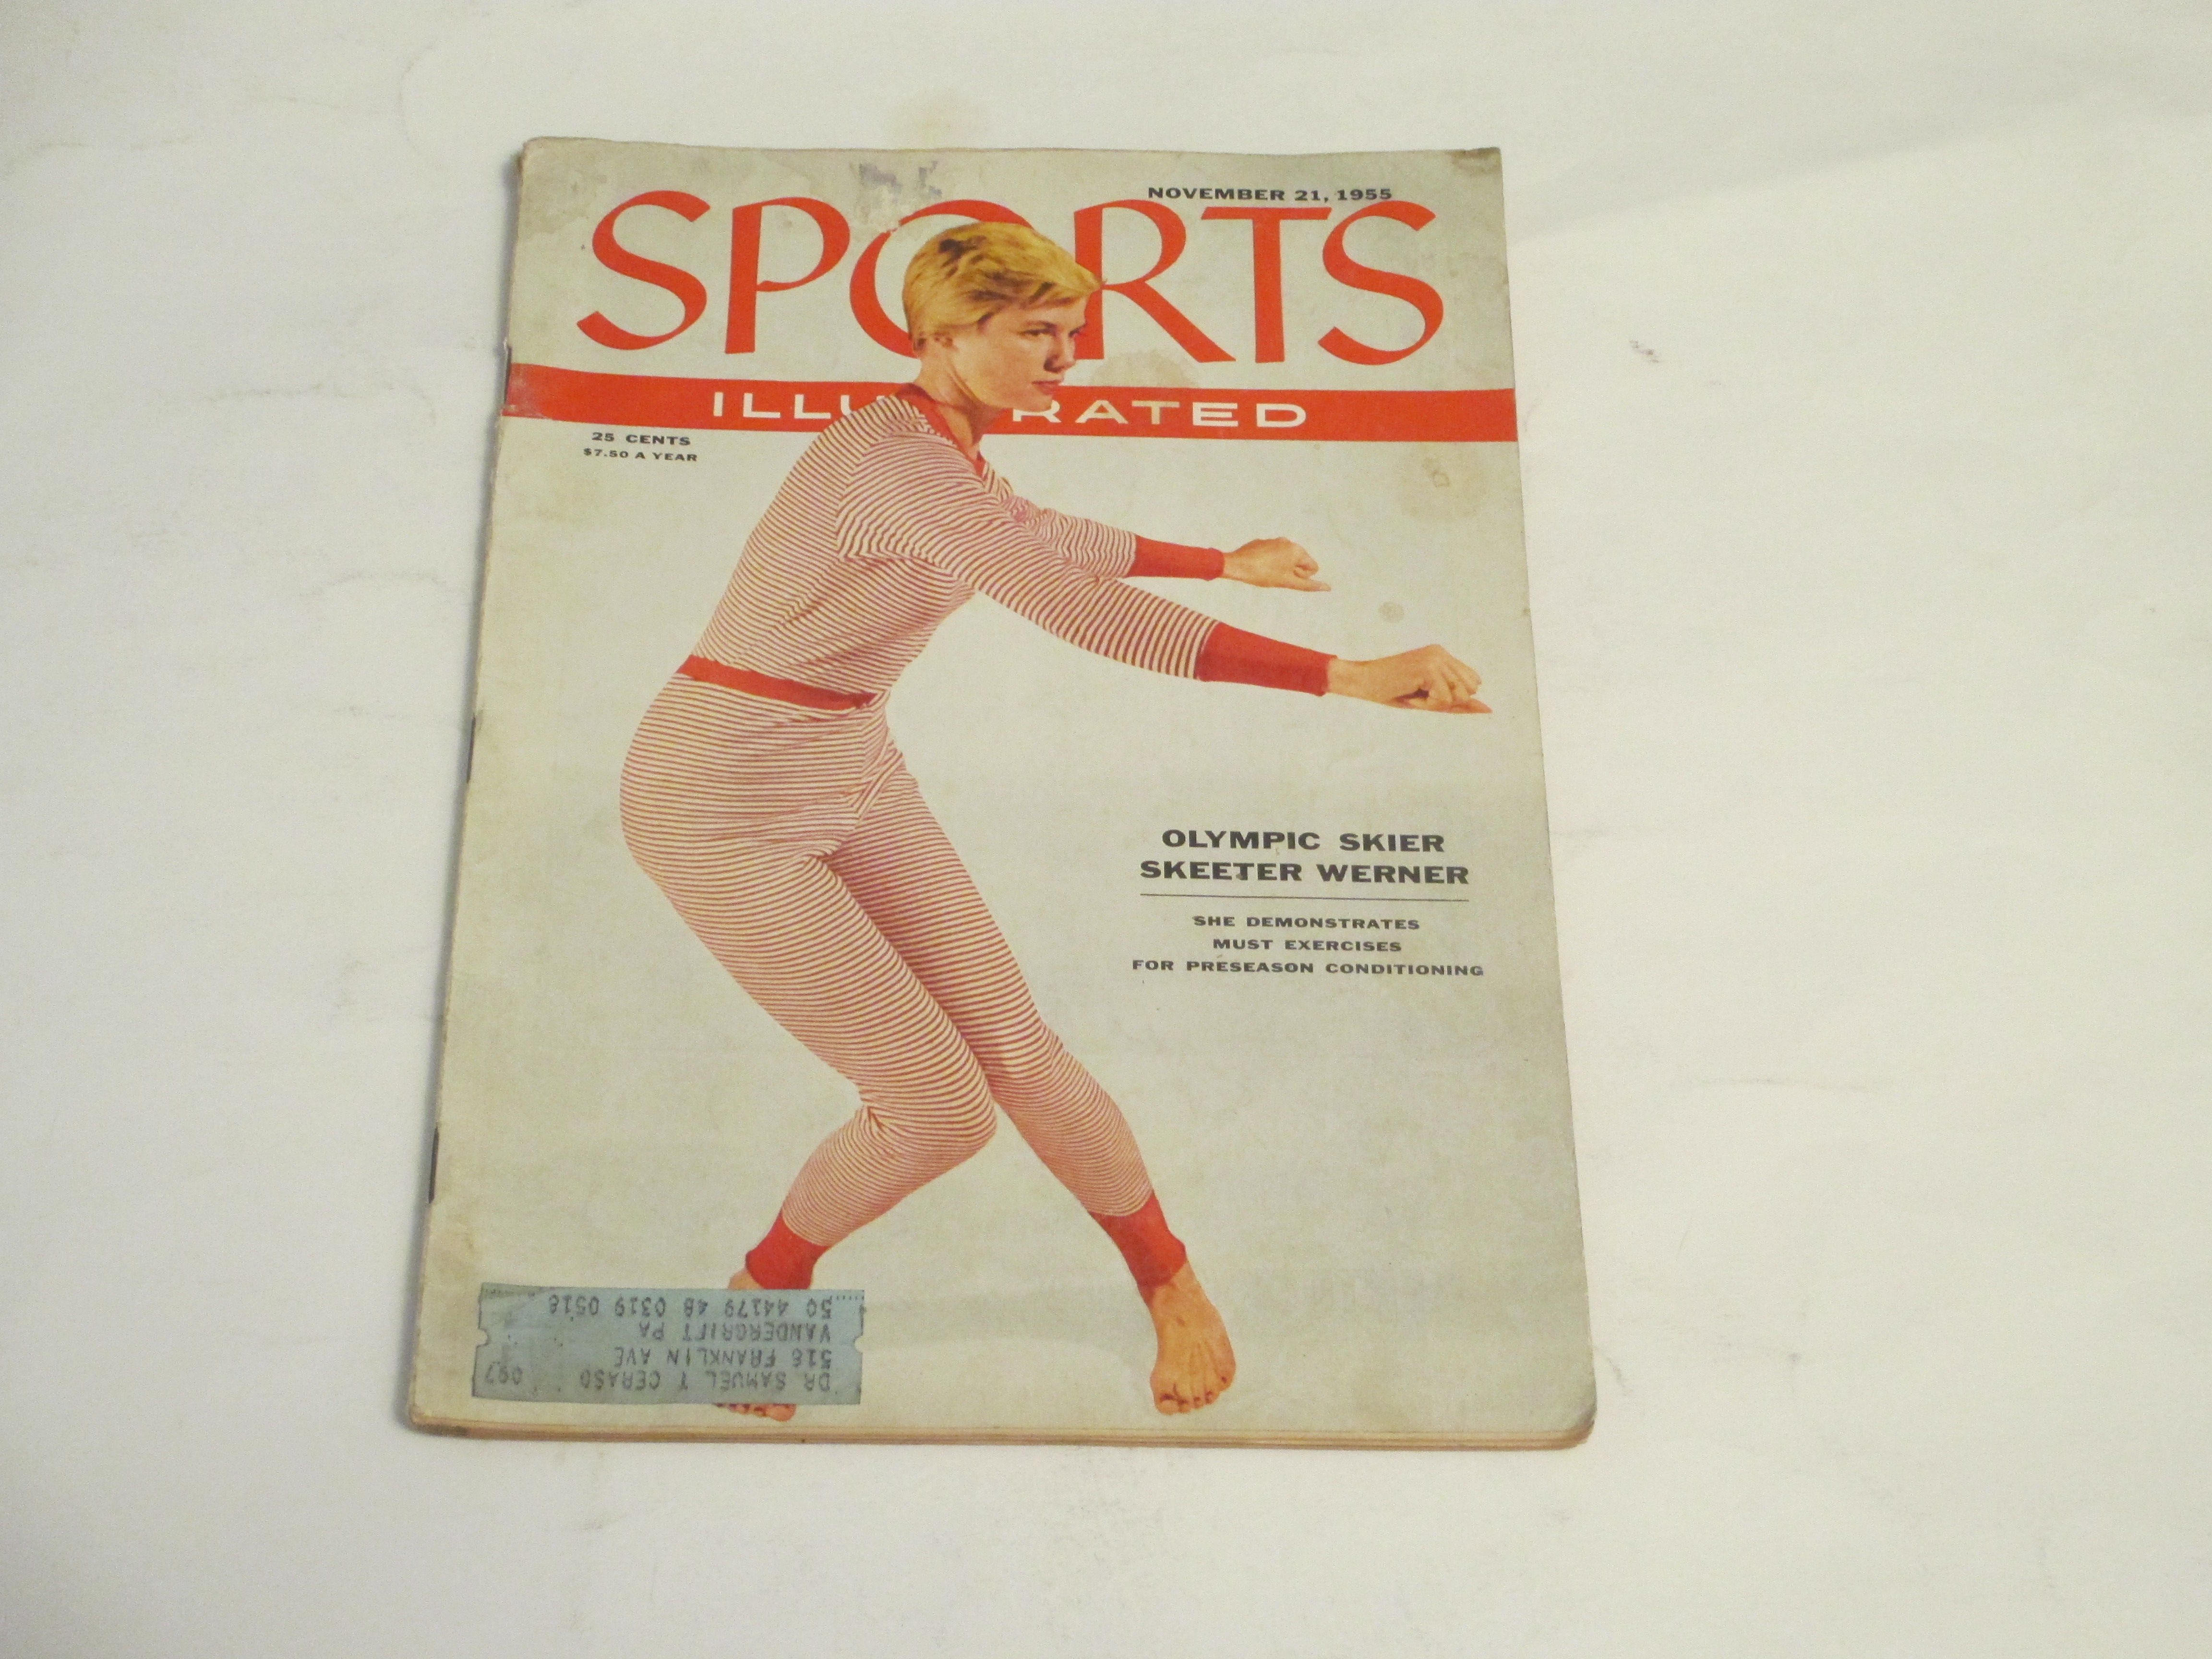 NOVEMBER 21, 1955
SPORTS
ILLUSTRATED
25 CENTS
$7.50 A YEAR
OLYMPIC SKIER
SKEETER WERNER
SHE DEMONSTRATES
MUST EXERCISES
FOR PRESEASON CONDITIONING
DR SAMUEL T CERASO 097
518 FRANKLIN AVE
VANDERGRIFT PA
50 44179 48 0319 0518